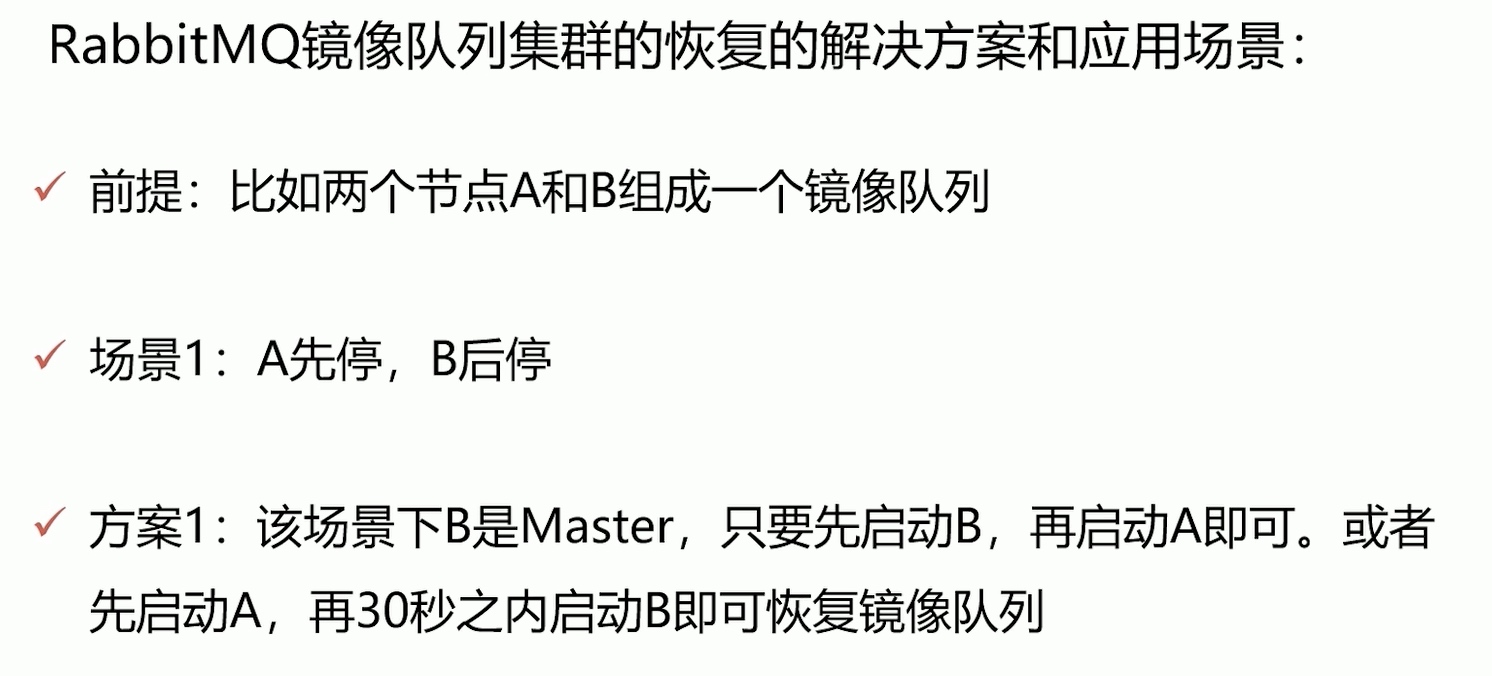 RabbitMQ镜像队列集群的恢复的解决方案和应用场景：
前提：比如两个节点A和B组成一个镜像队列
场景1：A先停，B后停
方案1：该场景下B是Master，只要先启动B，再启动A即可。或者
先启动A，再30秒之内启动B即可恢复镜像队列